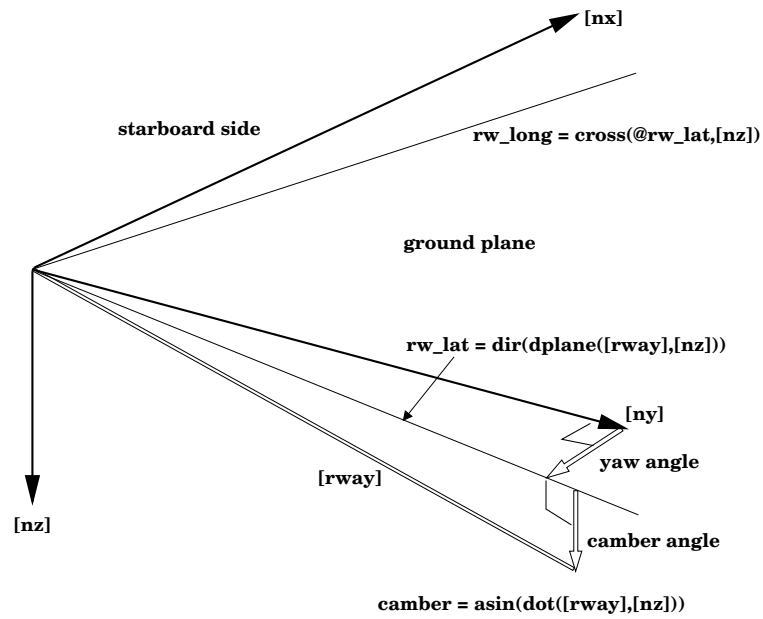 [nx]
starboard side
rw_long = cross(@rw_lat,[nz])
ground plane
rw_lat = dir(dplane([rway],[nz]))
[ny]
yaw angle
[rway]
[nz]
camber angle
camber = asin(dot([rway],[nz]))